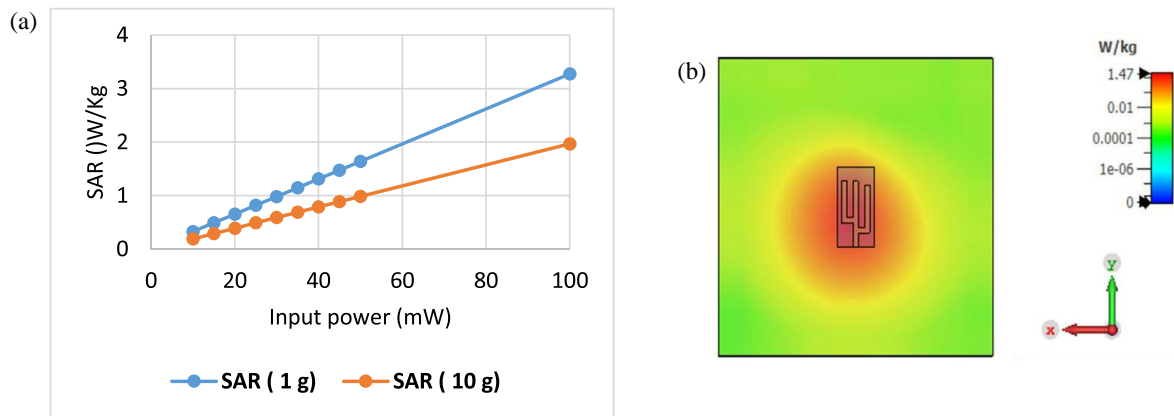 (a)
4
3
2
1
0
SAR ()W/Kg
0 20 40 60 80 100
Input power (mW)
SAR ( 1 g) SAR ( 10 g)
(b)
W/kg
1.47
0.01
0.0001
1e-06
0
y
x